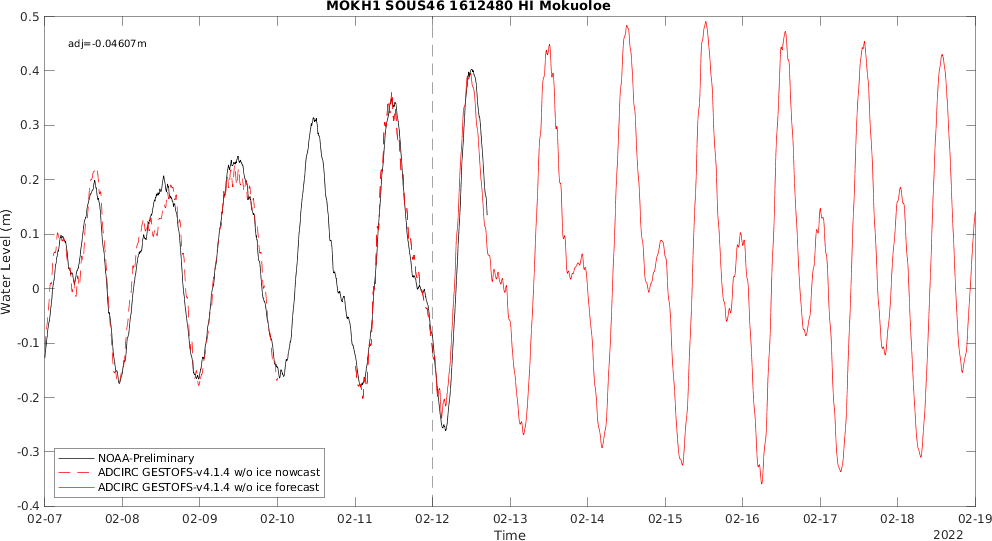 MOKH1 SOUS46 1612480 HI Mokuoloe
adj=-0.04607m
0.5
0.4
0.3
0.2
0.1
0
-0.1
-0.2
-0.3
-0.4
Water Level (m)
NOAA-Preliminary
ADCIRC GESTOFS-v4.1.4 w/o ice nowcast
ADCIRC GESTOFS-v4.1.4 w/o ice forecast
02-07 02-08 02-09 02-10 02-11 02-12 02-13 02-14 02-15 02-16 02-17 02-18 02-19
Time
2022